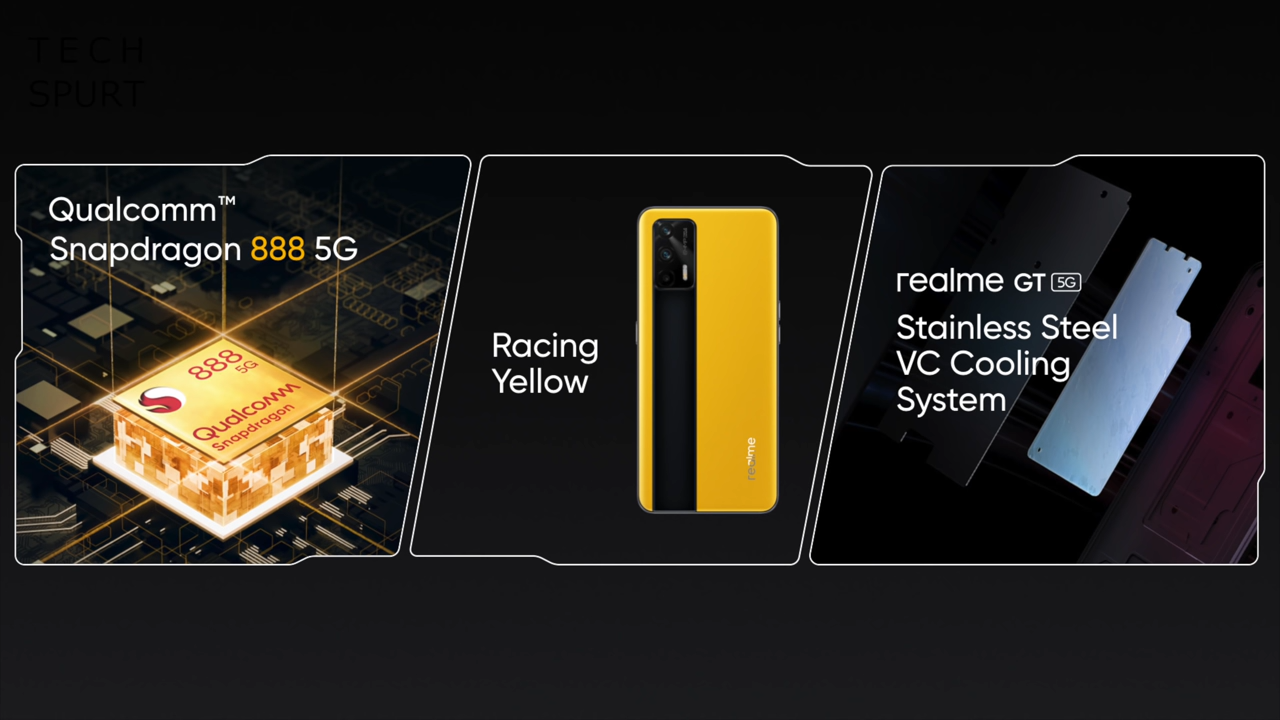 TECH
SPURT
Qualcomm™
Snapdragon 888 5G
888
5G
Qualcomm
Snapdragon
Racing
Yellow
realme
realme GT 5G
Stainless Steel
VC Cooling
System